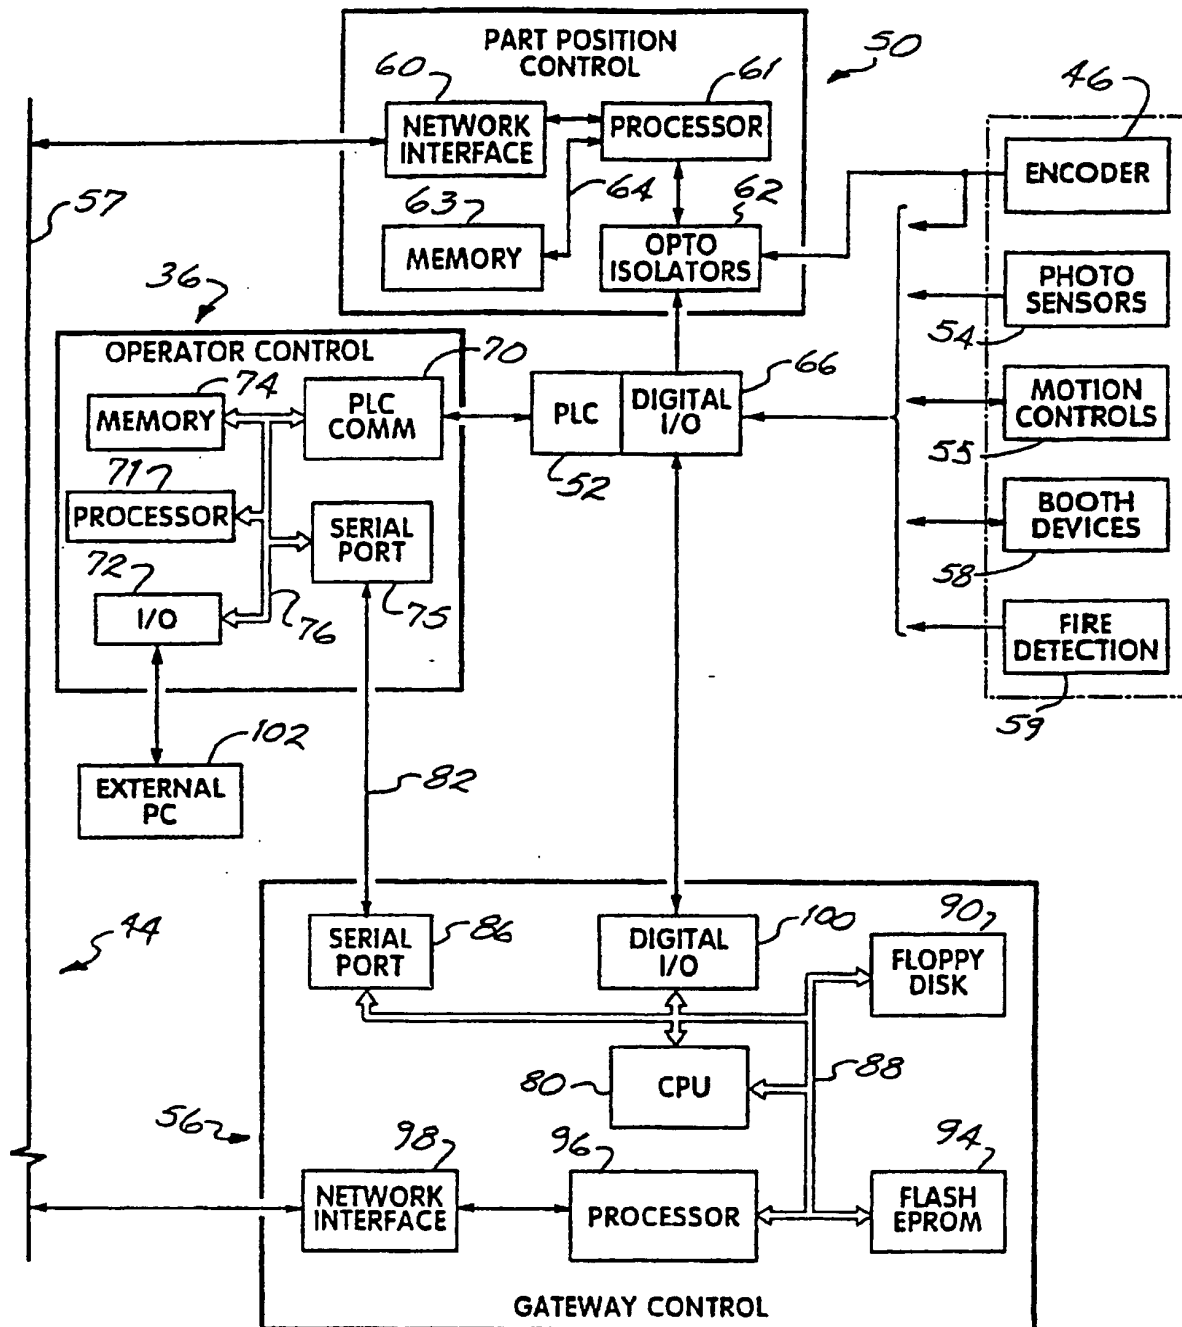 PART POSITION
CONTROL
50
60
61
46
NETWORK
INTERFACE
PROCESSOR
ENCODER
57
64
63
62
MEMORY
OPTO
ISOLATORS
PHOTO
SENSORS
54
36
OPERATOR CONTROL
70
66
74
MEMORY
PLC
COMM
PLC
DIGITAL
I/O
MOTION
CONTROLS
55
52
71
PROCESSOR
SERIAL
PORT
BOOTH
DEVICES
58
72
I/O
76
75
FIRE
DETECTION
59
102
EXTERNAL
PC
82
44
SERIAL
PORT
86
DIGITAL
I/O
100
90
FLOPPY
DISK
80
CPU
88
56
98
96
94
NETWORK
INTERFACE
PROCESSOR
FLASH
EPROM
GATEWAY CONTROL